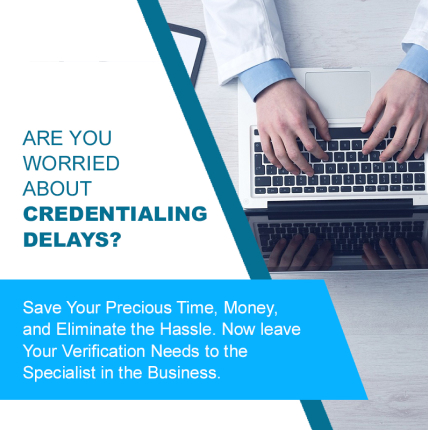 ARE YOU
WORRIED
ABOUT
CREDENTIALING
DELAYS?
Save Your Precious Time, Money,
and Eliminate the Hassle. Now leave
Your Verification Needs to the
Specialist in the Business.